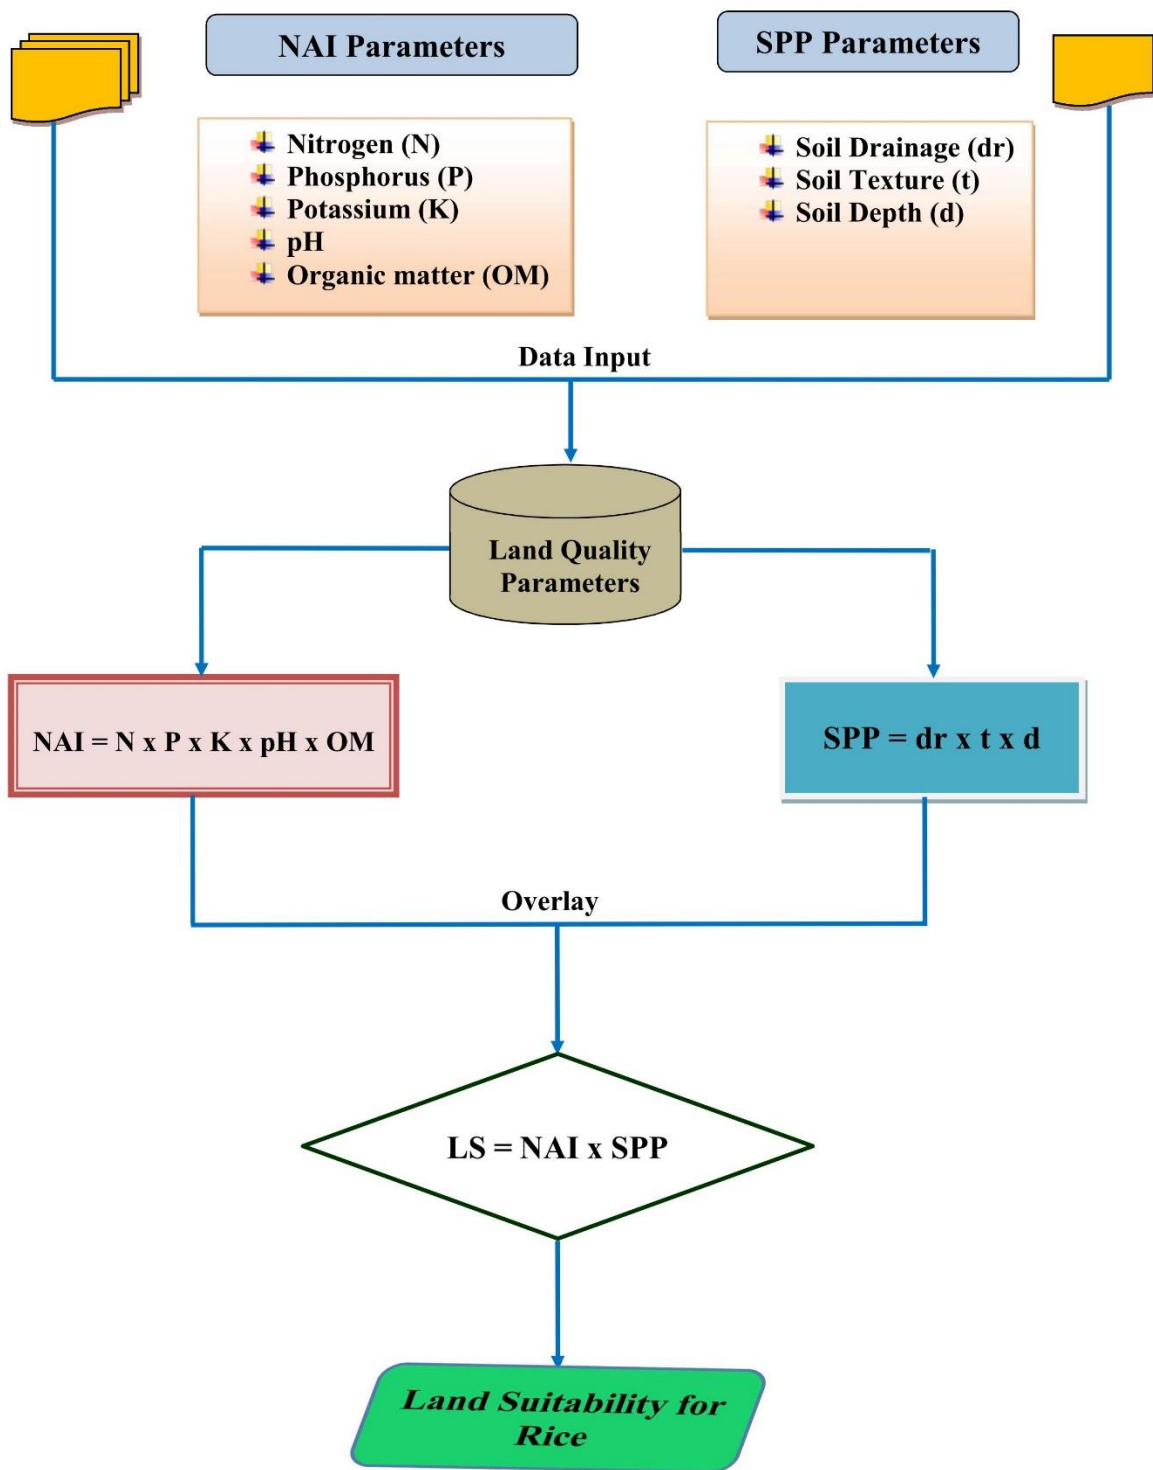 NAI Parameters
SPP Parameters
Nitrogen (N)
Phosphorus (P)
Potassium (K)
pH
Organic matter (OM)
Soil Drainage (dr)
Soil Texture (t)
Soil Depth (d)
Data Input
Land Quality
Parameters
NAI = N x P x K x pH x OM
SPP = dr x t x d
Overlay
LS = NAI x SPP
Land Suitability for
Rice